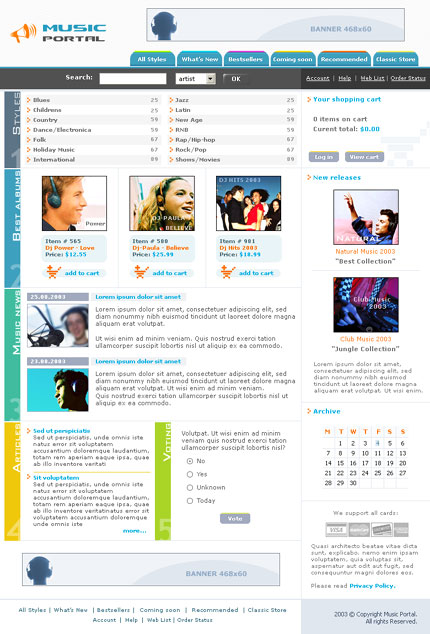 MUSIC
PORTAL
BANNER 468x60
All Styles
What's New
Bestsellers
Coming soon
Recommended
Classic Store
Search:
artist
OK
Account | Help | Web List | Order Status
STYLES
1
Blues 25
Childrens 25
Country 59
Dance/Electronica 59
Folk 67
Holiday Music 67
International 89
Jazz 25
Latin 25
New Age 59
RNB 59
Rap/Hip-hop 67
Rock/Pop 67
Shows/Movies 89
Your shopping cart
0 items on cart
Curent total: $0.00
Log in
View cart
BEST ALBUMS
2
Power
Item # 565
Dj Power - Love
Price: $12.55
add to cart
DJ PAULA
BELIEVE
Item # 580
Dj-Paula - Believe
Price: $25.99
add to cart
DJ HITS 2003
Item # 981
Dj Hits 2003
Price: $18.99
add to cart
New releases
NATURAL
Natural Music 2003
"Best Collection"
Club Music
2003
Club Music 2003
"Jungle Collection"
Lorem ipsum dolor sit amet,
consectetuer adipiscing elit, sed
diam nonummy nibh euismod
tincidunt ut laoreet dolore magna
aliquam erat volutpat. Ut wisi enim.
MUSIC NEWS
3
25.08.2003
Lorem ipsum dolor sit amet
Lorem ipsum dolor sit amet, consectetuer adipiscing elit, sed
diam nonummy nibh euismod tincidunt ut laoreet dolore magna
aliquam erat volutpat.
Ut wisi enim ad minim veniam. Quis nostrud exerci tation
ullamcorper suscipit lobortis nisl ut aliquip ex ea commodo.
23.08.2003
Lorem ipsum dolor sit amet
Lorem ipsum dolor sit amet, consectetuer adipiscing elit, sed
diam nonummy nibh euismod tincidunt ut laoreet dolore
aliquam erat volutpat. Ut wisi enim ad minim veniam.
Quis nostrud exercitation ullamcorper suscipit lobortis nisl ut
aliquip ex ea commodo.
ARTICLES
4
Sed ut perspiciatis
Sed ut perspiciatis, unde omnis iste
natus error sit voluptatem
accusantium doloremque laudantium,
totam rem aperiam eaque ipsa, quae
ab illo inventore veritati
Sit voluptatem
Sed ut perspiciatis, unde omnis iste
natus error sit voluptatem
accusantium doloremque laudantium,
totam rem aperiam eaque ipsa, quae
ab illo inventore veritatinatus error sit
voluptatem accusantium doloremque
unde omnis iste
more...
VOTING
5
Volutpat. Ut wisi enim ad minim
veniam quis nostrud exerci tation
ullamcorper suscipit lobortis nisl?
No
Yes
Unknown
Today
Vote
Archive
M T W T F S S
1 2 3 4 5 6
7 8 9 10 11 12 13
14 15 16 17 18 19 20
21 22 23 24 25 26 27
28 29 30
We support all cards:
VISA
Quasi architecto beatae vitae dicta
sunt, explicabo. nemo enim ipsam
voluptatem, quia voluptas sit,
aspernatur aut odit aut fugit, sed
consequuntur magni dolores eos.
Please read Privacy Policy.
BANNER 468x60
All Styles | What's New | Bestsellers | Coming soon | Recommended | Classic Store
Account | Help | Web List | Order Status
2003 © Copyright Music Portal.
All rights reserved.